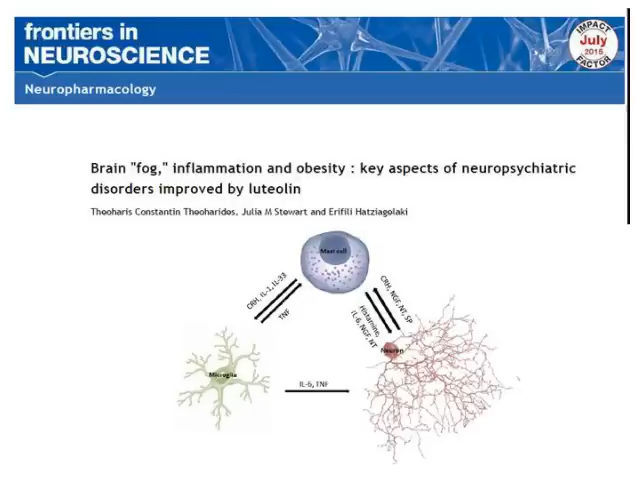 frontiers in
NEUROSCIENCE
IMPACT
July
2015
FACTOR
Neuropharmacology
Brain "fog," inflammation and obesity : key aspects of neuropsychiatric
disorders improved by luteolin
Theoharis Constantin Theoharides, Julia M Stewart and Erifili Hatziagelaki
Mast cell
CRH, IL-1, IL-33
TNF
CRH, NGF, NT, SP
Histamine,
IL-6, NGF, NT
Neuron
Microglia
IL-6, TNF